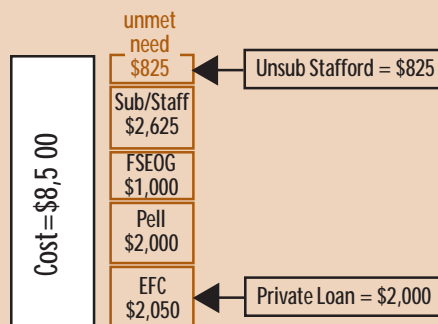 unmet
need
$825
Unsub Stafford = $825
Sub/Staff
$2,625
FSEOG
$1,000
Pell
$2,000
EFC
$2,050
Private Loan = $2,000
Cost=$8,5 00